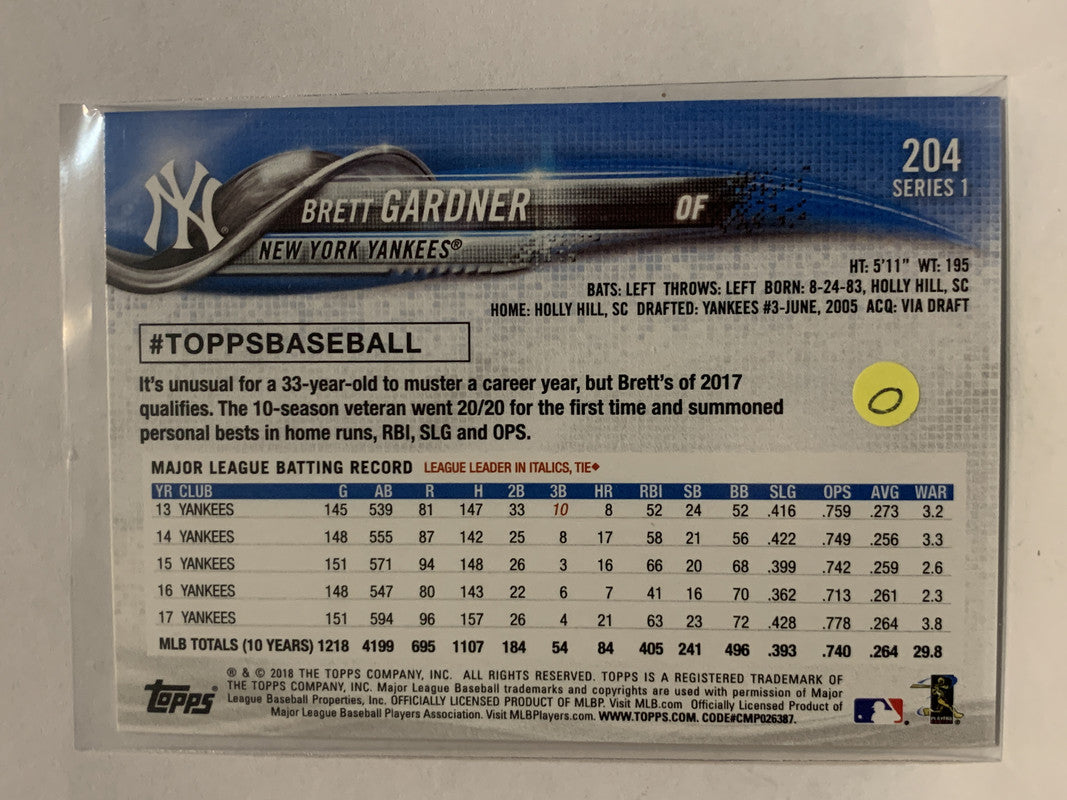 NY
204
SERIES 1
BRETT GARDNER OF
NEW YORK YANKEES®
HT: 5'11" WT: 195
BATS: LEFT THROWS: LEFT BORN: 8-24-83, HOLLY HILL, SC
HOME: HOLLY HILL, SC DRAFTED: YANKEES #3-JUNE, 2005 ACQ: VIA DRAFT
#TOPPSBASEBALL
It's unusual for a 33-year-old to muster a career year, but Brett's of 2017
qualifies. The 10-season veteran went 20/20 for the first time and summoned
personal bests in home runs, RBI, SLG and OPS.
0
MAJOR LEAGUE BATTING RECORD LEAGUE LEADER IN ITALICS, TIE◆
YR CLUB G AB R H 2B 3B HR RBI SB BB SLG OPS AVG WAR
13 YANKEES 145 539 81 147 33 10 8 52 24 52 .416 .759 .273 3.2
14 YANKEES 148 555 87 142 25 8 17 58 21 56 .422 .749 .256 3.3
15 YANKEES 151 571 94 148 26 3 16 66 20 68 .399 .742 .259 2.6
16 YANKEES 148 547 80 143 22 6 7 41 16 70 .362 .713 .261 2.3
17 YANKEES 151 594 96 157 26 4 21 63 23 72 .428 .778 .264 3.8
MLB TOTALS (10 YEARS) 1218 4199 695 1107 184 54 84 405 241 496 .393 .740 .264 29.8
® & © 2018 THE TOPPS COMPANY, INC. ALL RIGHTS RESERVED. TOPPS IS A REGISTERED TRADEMARK OF
THE TOPPS COMPANY, INC. Major League Baseball trademarks and copyrights are used with permission of Major
League Baseball Properties, Inc. OFFICIALLY LICENSED PRODUCT OF MLBP. Visit MLB.com Officially Licensed Product of
Major League Baseball Players Association. Visit MLBPlayers.com. WWW.TOPPS.COM. CODE#CMP026387.
Topps®
PLAYERS